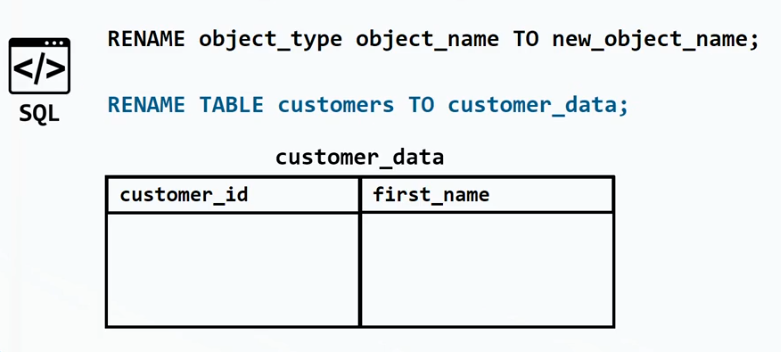 RENAME object_type object_name TO new_object_name;
</>
SQL
RENAME TABLE customers TO customer_data;
customer_data
customer_id first_name